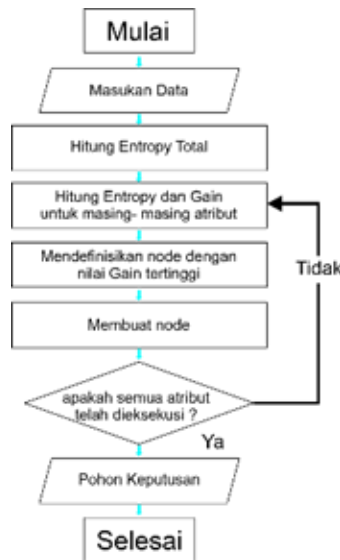 Mulai
Masukan Data
Hitung Entropy Total
Hitung Entropy dan Gain
untuk masing- masing atribut
Mendefinisikan node dengan
nilai Gain tertinggi
Tidak
Membuat node
apakah semua atribut
telah dieksekusi ?
Ya
Pohon Keputusan
Selesai